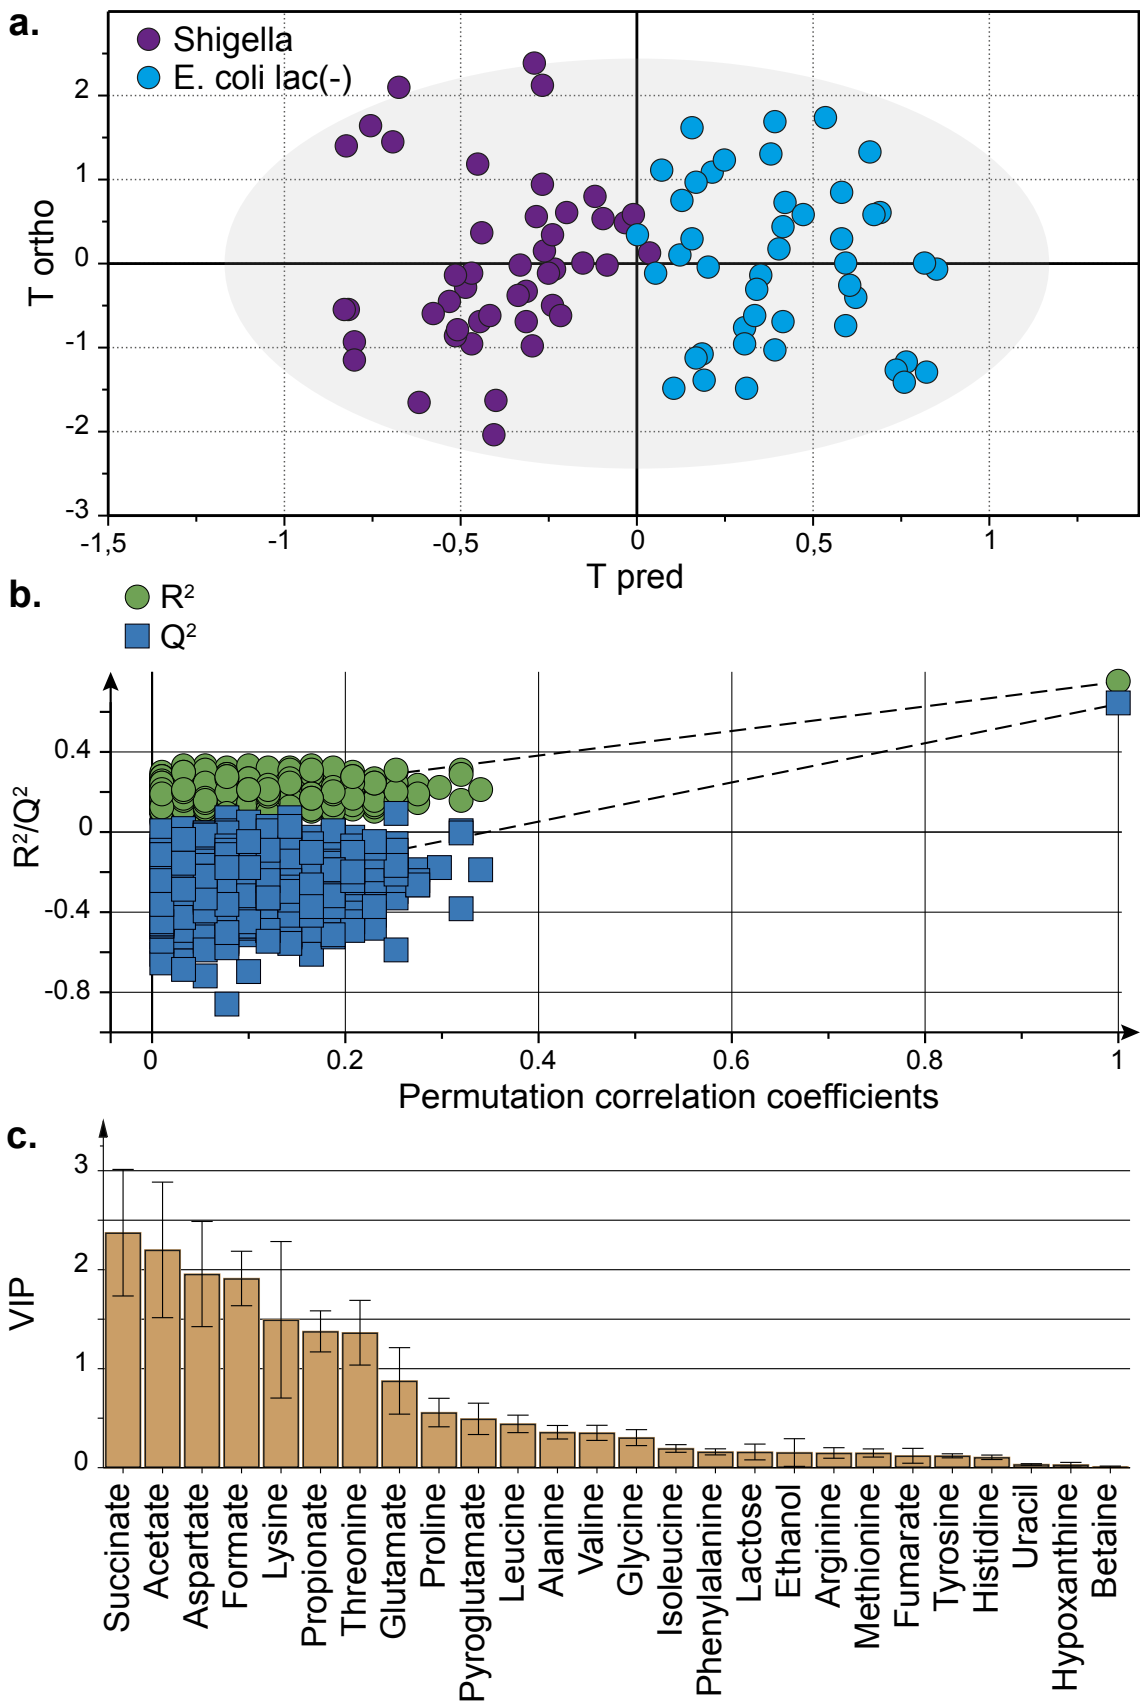 a.
Shigella
E. coli lac(-)
2
1
0
-1
-2
-3
T ortho
-1,5
-1
-0,5
0
0,5
1
T pred
b.
R²
Q²
0.4
0
-0.4
-0.8
R²/Q²
0
0.2
0.4
0.6
0.8
1
Permutation correlation coefficients
c.
3
2
1
0
VIP
Succinate
Acetate
Aspartate
Formate
Lysine
Propionate
Threonine
Glutamate
Proline
Pyroglutamate
Leucine
Alanine
Valine
Glycine
Isoleucine
Phenylalanine
Lactose
Ethanol
Arginine
Methionine
Fumarate
Tyrosine
Histidine
Uracil
Hypoxanthine
Betaine